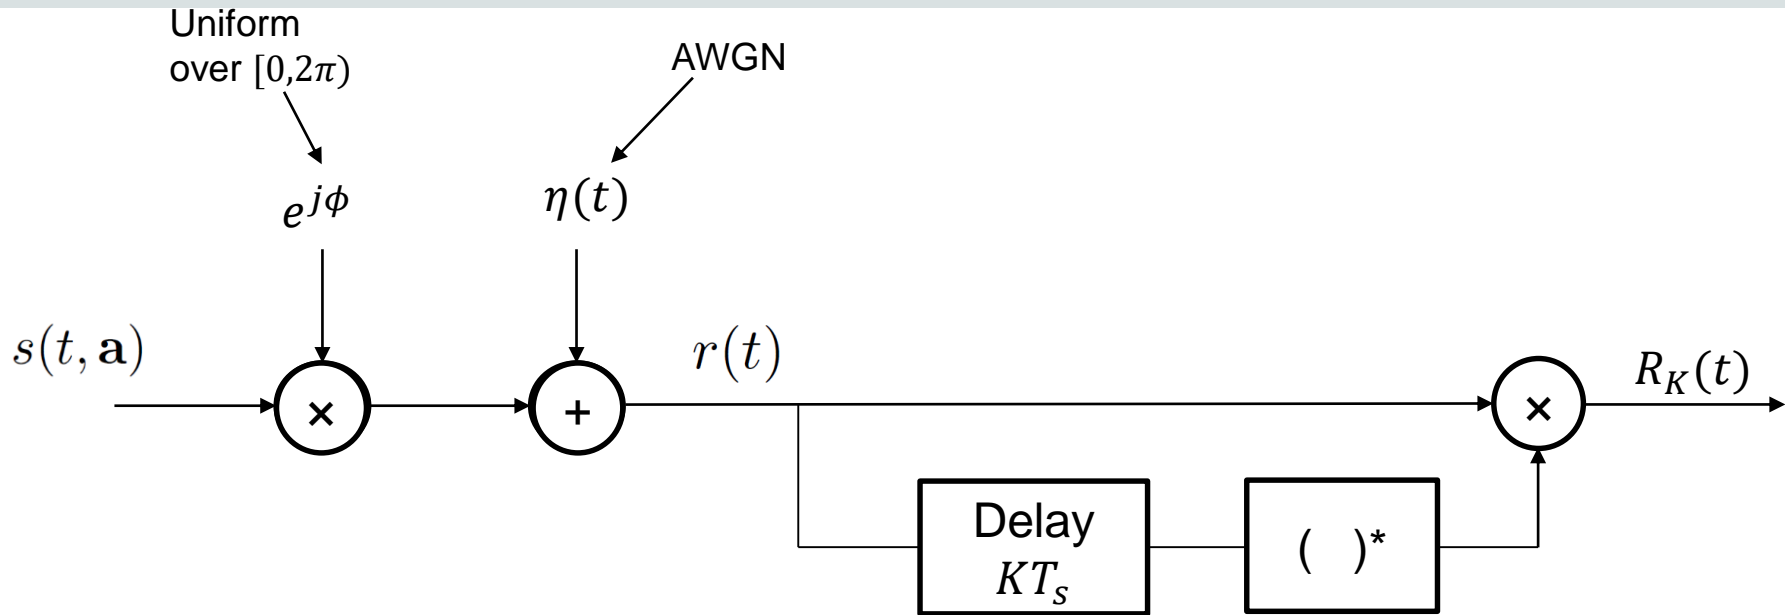 Uniform
over [0,2π)
AWGN
e^{jϕ}
η(t)
s(t, a)
r(t)
R_K(t)
×
+
×
Delay
KT_s
( )*